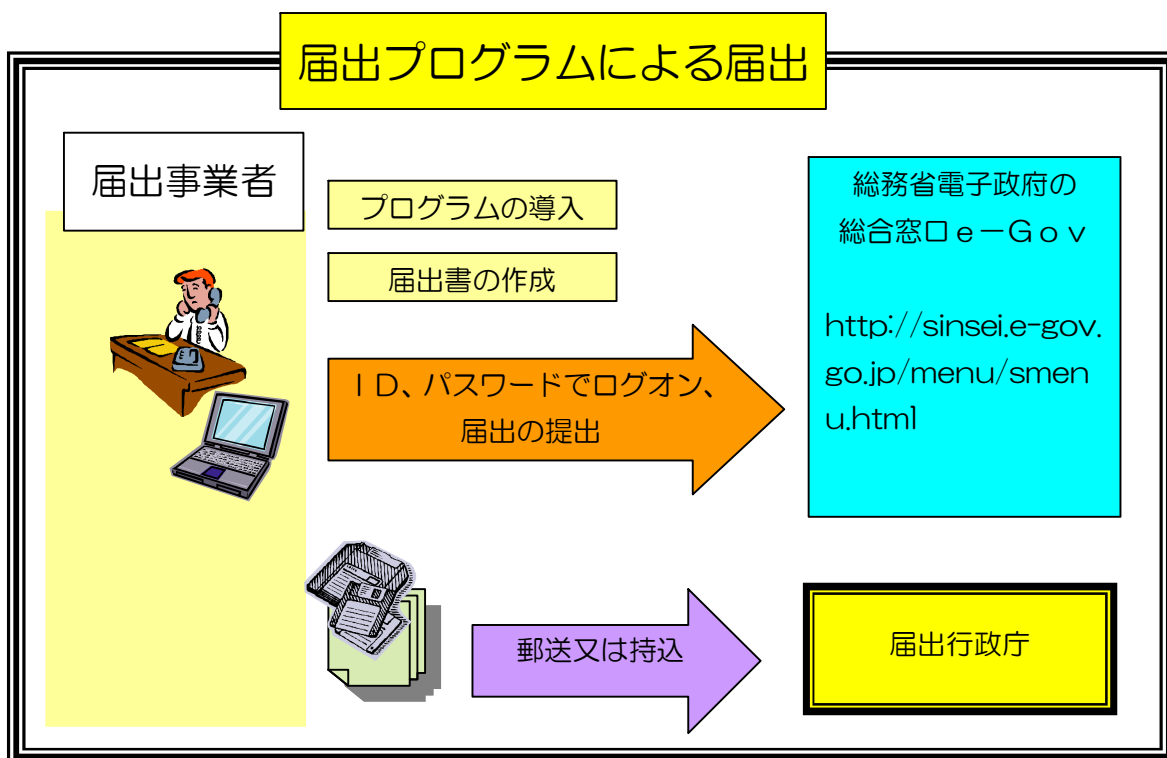 届出プログラムによる届出
届出事業者
プログラムの導入
届出書の作成
ＩＤ、パスワードでログオン、
届出の提出
総務省電子政府の
総合窓口ｅ－Ｇｏｖ
http://sinsei.e-gov.
go.jp/menu/smen
u.html
郵送又は持込
届出行政庁